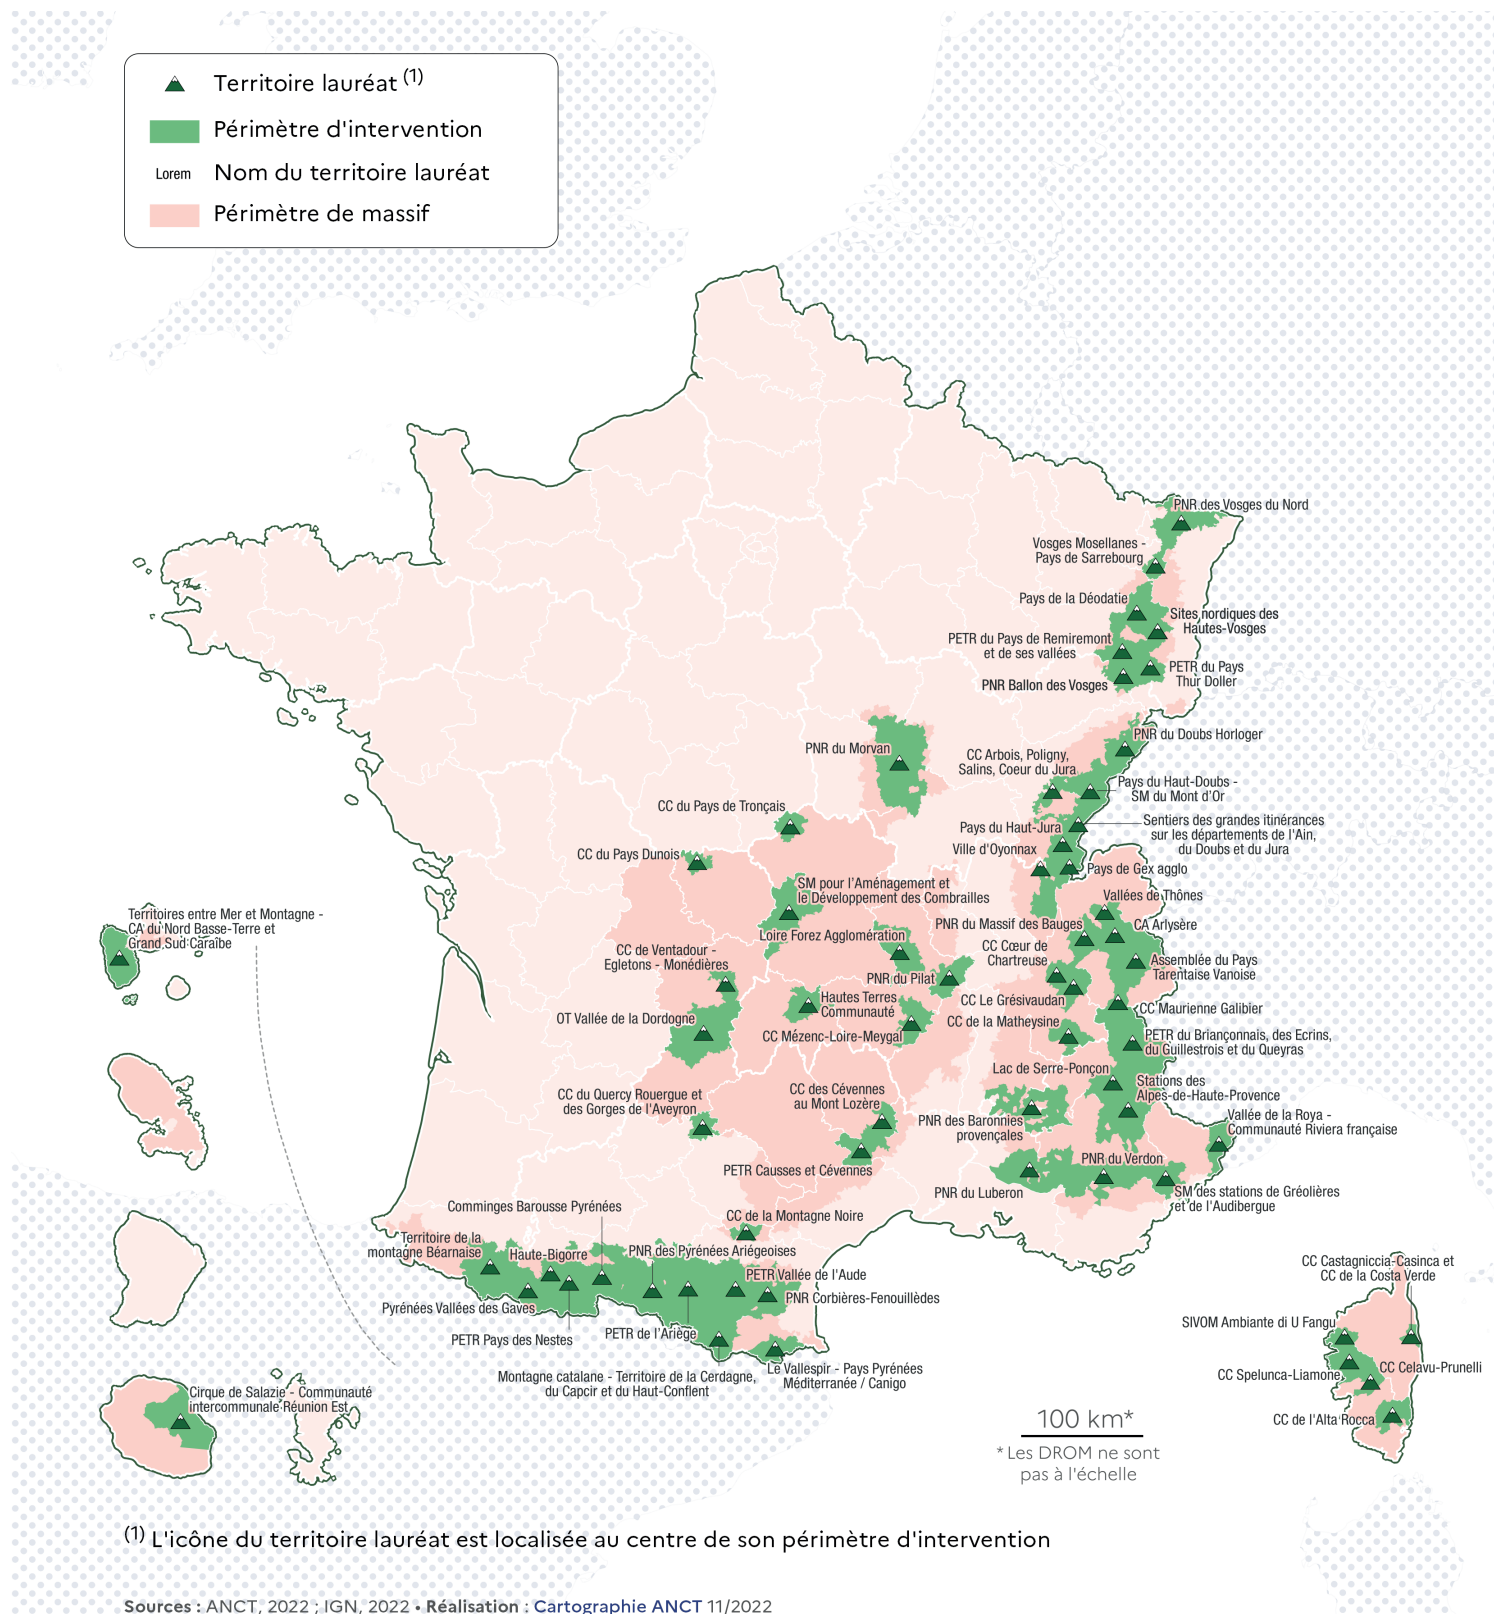 Territoire lauréat (1)
Périmètre d'intervention
Lorem
Nom du territoire lauréat
Périmètre de massif
PNR des Vosges du Nord
Vosges Mosellanes -
Pays de Sarrebourg
Pays de la Déodatie
Sites nordiques des
Hautes-Vosges
PETR du Pays de Remiremont
et de ses vallées
PETR du Pays
Thur Doller
PNR Ballon des Vosges
PNR du Morvan
PNR du Doubs Horloger
CC Arbois, Poligny,
Salins, Coeur du Jura
Pays du Haut-Doubs -
SM du Mont d'Or
CC du Pays de Tronçais
Pays du Haut-Jura
Sentiers des grandes itinérances
sur les départements de l'Ain,
du Doubs et du Jura
Ville d'Oyonnax
CC du Pays Dunois
Pays de Gex agglo
SM pour l'Aménagement et
le Développement des Combrailles
Vallées de Thônes
Territoires entre Mer et Montagne -
CA du Nord Basse-Terre et
Grand Sud Caraïbe
Loire Forez Agglomération
PNR du Massif des Bauges
CA Arlysère
CC de Ventadour -
Egletons - Monédières
CC Cœur de
Chartreuse
Assemblée du Pays
Tarentaise Vanoise
PNR du Pilat
Hautes Terres
Communauté
CC Le Grésivaudan
CC Maurienne Galibier
OT Vallée de la Dordogne
CC Mézenc-Loire-Meygal
CC de la Matheysine
PETR du Briançonnais, des Ecrins,
du Guillestrois et du Queyras
Lac de Serre-Ponçon
Stations des
Alpes-de-Haute-Provence
CC du Quercy Rouergue et
des Gorges de l'Aveyron
CC des Cévennes
au Mont Lozère
PNR des Baronnies
provençales
Vallée de la Roya -
Communauté Riviera française
PETR Causses et Cévennes
PNR du Verdon
PNR du Luberon
SM des stations de Gréolières
et de l'Audibergue
Comminges Barousse Pyrénées
CC de la Montagne Noire
Territoire de la
montagne Béarnaise
Haute-Bigorre
PNR des Pyrénées Ariégeoises
PETR Vallée de l'Aude
PNR Corbières-Fenouillèdes
Pyrénées Vallées des Gaves
PETR Pays des Nestes
PETR de l'Ariège
Montagne catalane - Territoire de la Cerdagne,
du Capcir et du Haut-Conflent
Le Vallespir - Pays Pyrénées
Méditerranée / Canigo
CC Castagniccia-Casinca et
CC de la Costa Verde
SIVOM Ambiante di U Fangu
CC Spelunca-Liamone
CC Celavu-Prunelli
CC de l'Alta Rocca
Cirque de Salazie - Communauté
intercommunale Réunion Est
100 km*
* Les DROM ne sont
pas à l'échelle
(1) L'icône du territoire lauréat est localisée au centre de son périmètre d'intervention
Sources : ANCT, 2022 ; IGN, 2022 • Réalisation : Cartographie ANCT 11/2022